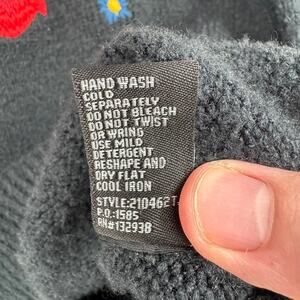 HAND WASH
COLD
SEPARATELY
DO NOT BLEACH
DO NOT TWIST
OR WRING
USE MILD
DETERGENT
RESHAPE AND
DRY FLAT
COOL IRON
STYLE:210462T
P.O.:1585
RN#132938